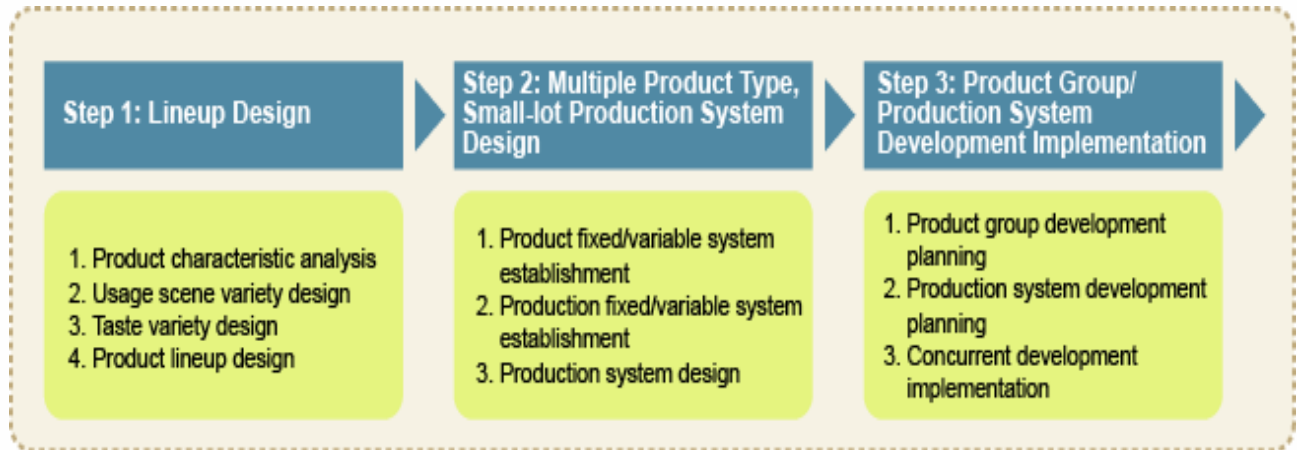 Step 1: Lineup Design
1. Product characteristic analysis
2. Usage scene variety design
3. Taste variety design
4. Product lineup design
Step 2: Multiple Product Type,
Small-lot Production System
Design
1. Product fixed/variable system
establishment
2. Production fixed/variable system
establishment
3. Production system design
Step 3: Product Group/
Production System
Development Implementation
1. Product group development
planning
2. Production system development
planning
3. Concurrent development
implementation